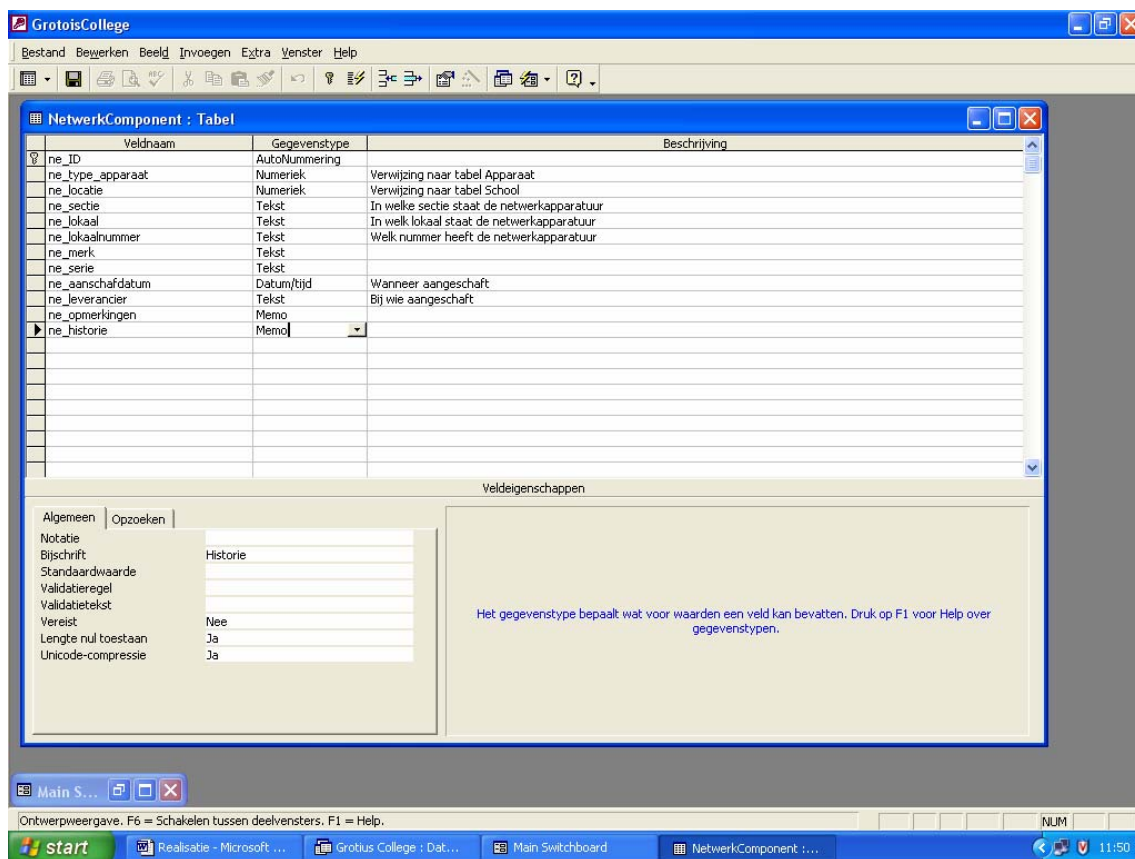 GrotoisCollege
Bestand Bewerken Beeld Invoegen Extra Venster Help
NetwerkComponent : Tabel
Veldnaam Gegevenstype Beschrijving
ne_ID AutoNummering
ne_type_apparaat Numeriek Verwijzing naar tabel Apparaat
ne_locatie Numeriek Verwijzing naar tabel School
ne_sectie Tekst In welke sectie staat de netwerkapparatuur
ne_lokaal Tekst In welk lokaal staat de netwerkapparatuur
ne_lokaalnummer Tekst Welk nummer heeft de netwerkapparatuur
ne_merk Tekst
ne_serie Tekst
ne_aanschafdatum Datum/tijd Wanneer aangeschaft
ne_leverancier Tekst Bij wie aangeschaft
ne_opmerkingen Memo
ne_historie Memo
Veldeigenschappen
Algemeen Opzoeken
Notatie
Bijschrift Historie
Standaardwaarde
Validatieregel
Validatietekst
Vereist Nee
Lengte nul toestaan Ja
Unicode-compressie Ja
Het gegevenstype bepaalt wat voor waarden een veld kan bevatten. Druk op F1 voor Help over
gegevenstypen.
Main S...
Ontwerpweergave. F6 = Schakelen tussen deelvensters. F1 = Help. NUM
start Realisatie - Microsoft ... Grotius College : Dat... Main Switchboard NetwerkComponent :... 11:50